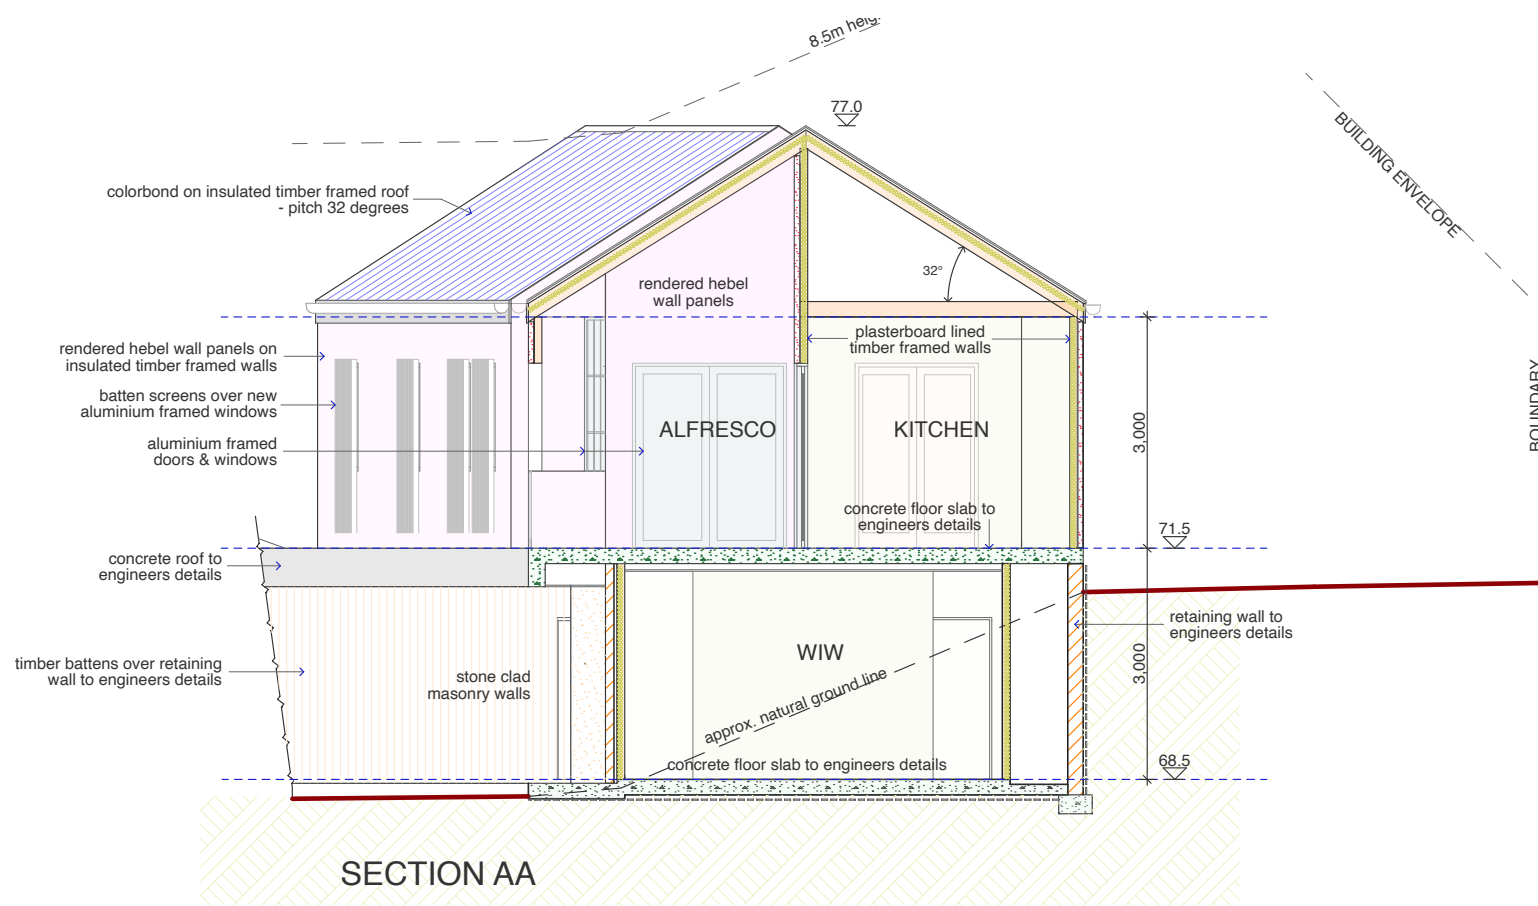 8.5m heig
77.0
BUILDING ENVELOPE
colorbond on insulated timber framed roof
- pitch 32 degrees
32°
rendered hebel
wall panels
plasterboard lined
timber framed walls
rendered hebel wall panels on
insulated timber framed walls
batten screens over new
aluminium framed windows
BOUNDARY
ALFRESCO
KITCHEN
3,000
aluminium framed
doors & windows
concrete floor slab to
engineers details
71.5
concrete roof to
engineers details
retaining wall to
engineers details
WIW
3,000
timber battens over retaining
wall to engineers details
stone clad
masonry walls
approx. natural ground line
concrete floor slab to engineers details
68.5
SECTION AA